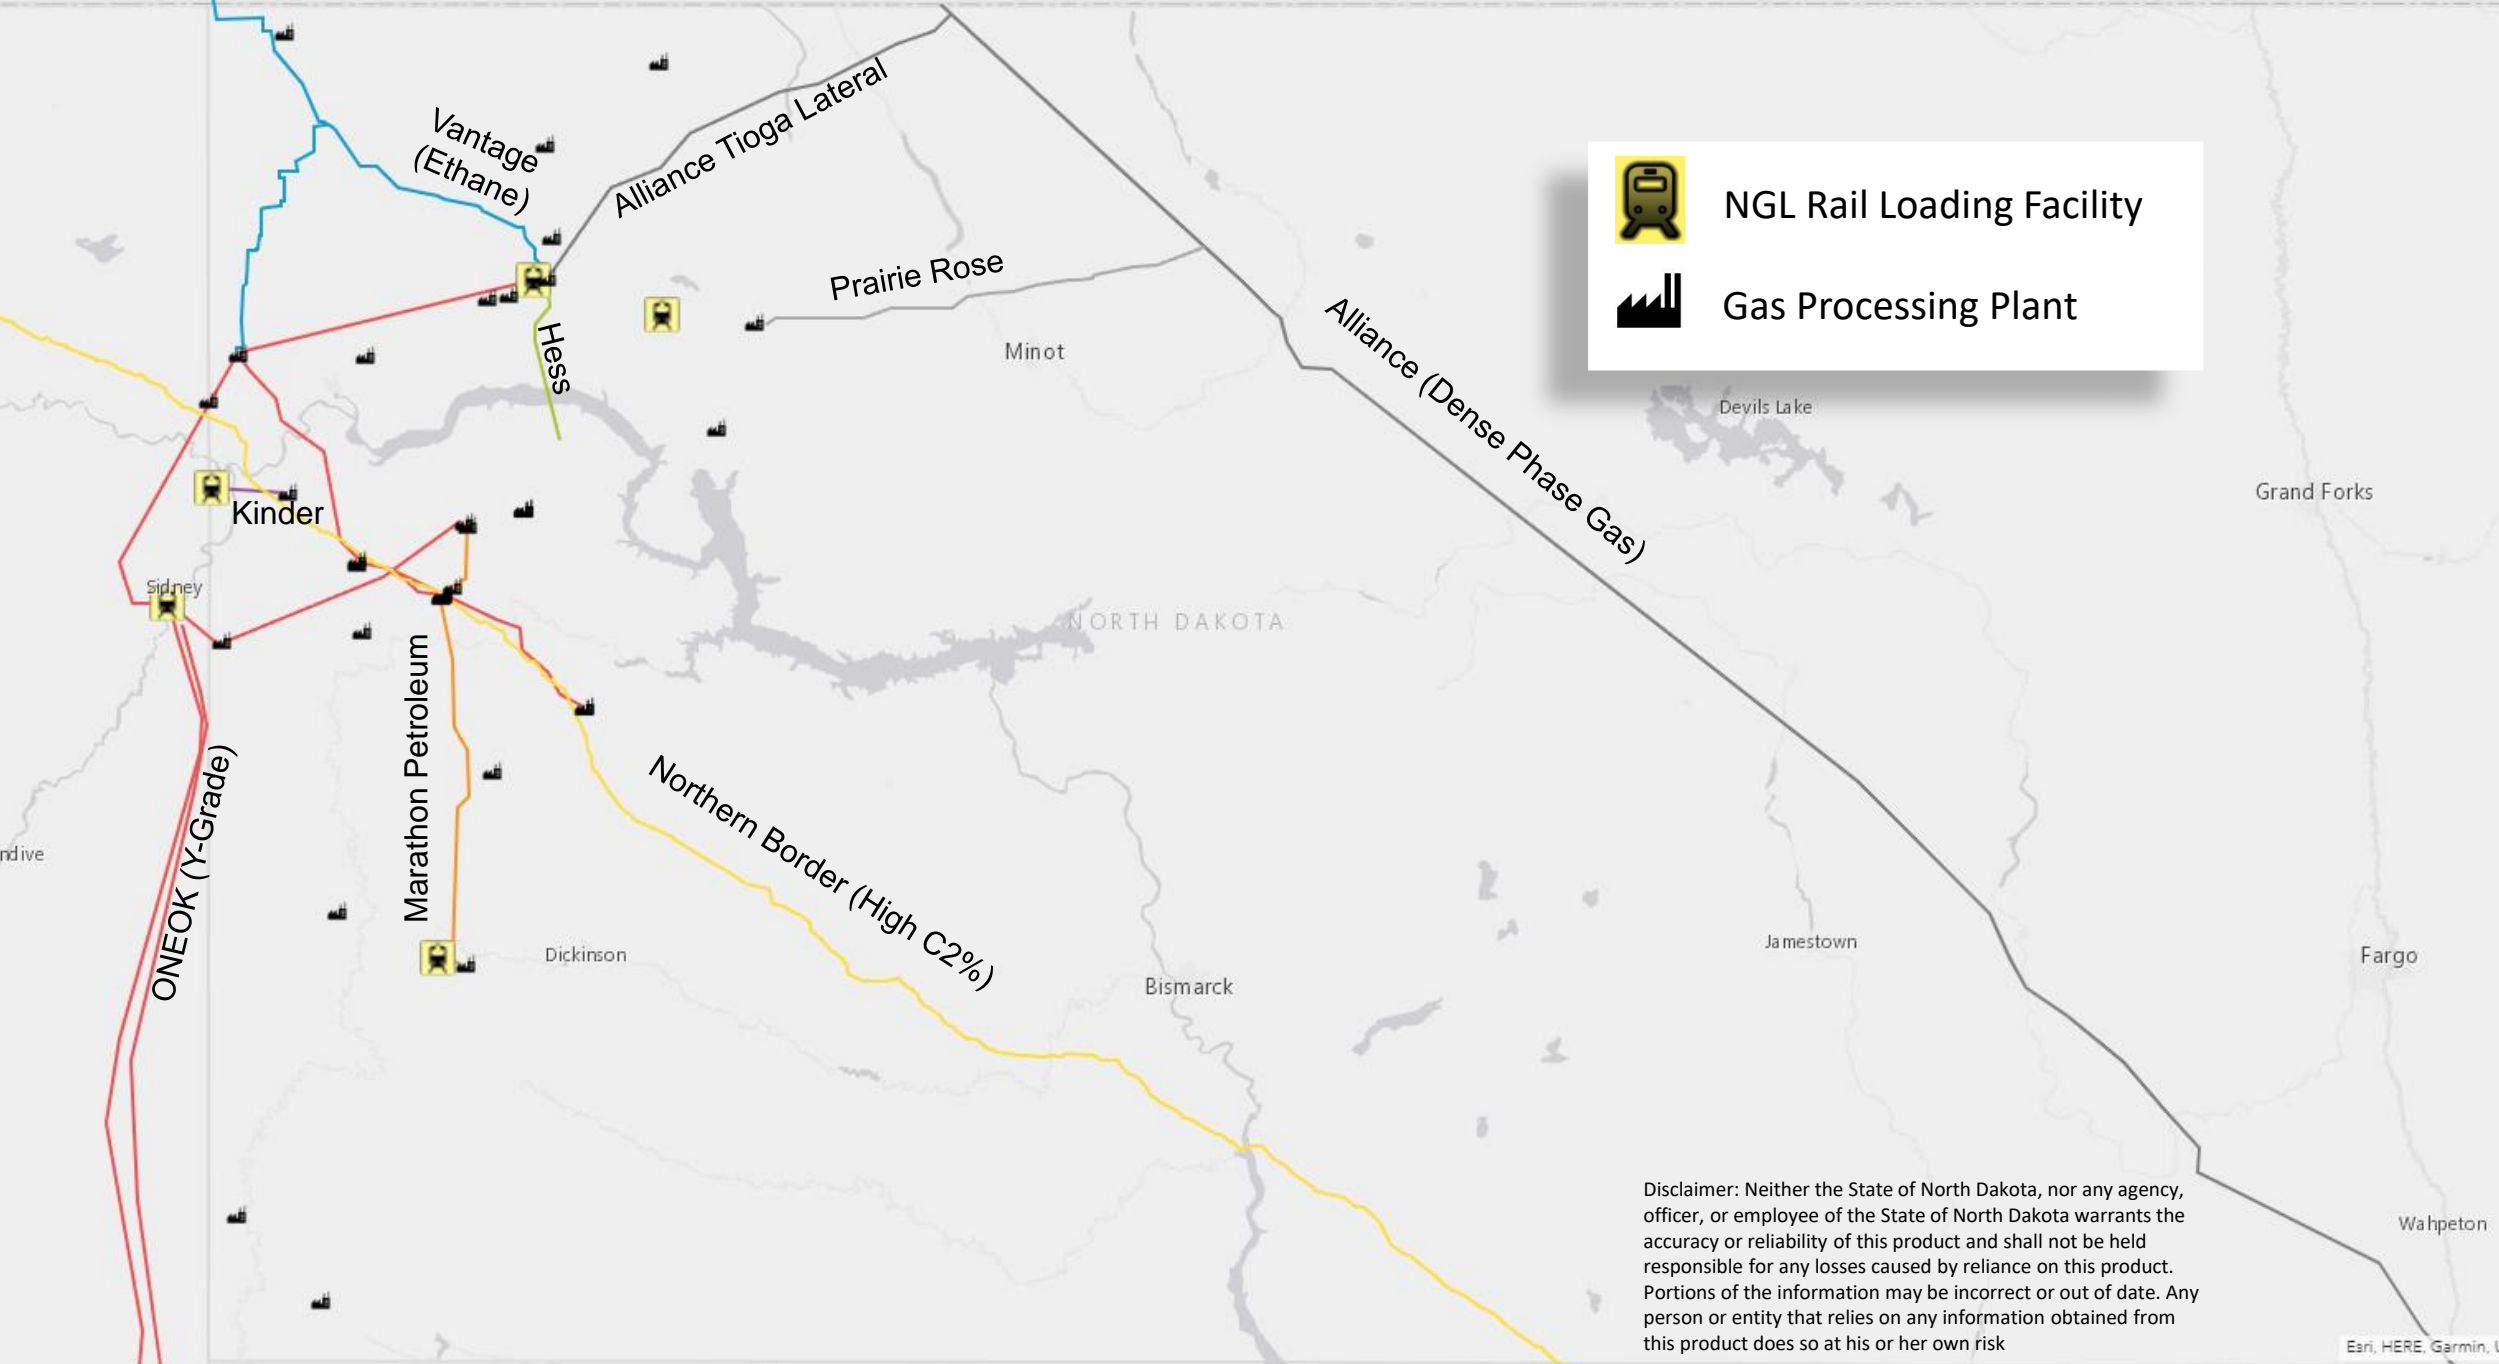 Vantage
(Ethane)
Alliance Tioga Lateral
NGL Rail Loading Facility
Gas Processing Plant
Prairie Rose
Hess
Minot
Alliance (Dense Phase Gas)
Devils Lake
Grand Forks
Kinder
Sidney
NORTH DAKOTA
Marathon Petroleum
ONEOK (Y-Grade)
Northern Border (High C2%)
ndive
Dickinson
Bismarck
Jamestown
Fargo
Wahpeton
Disclaimer: Neither the State of North Dakota, nor any agency,
officer, or employee of the State of North Dakota warrants the
accuracy or reliability of this product and shall not be held
responsible for any losses caused by reliance on this product.
Portions of the information may be incorrect or out of date. Any
person or entity that relies on any information obtained from
this product does so at his or her own risk
Esri, HERE, Garmin,